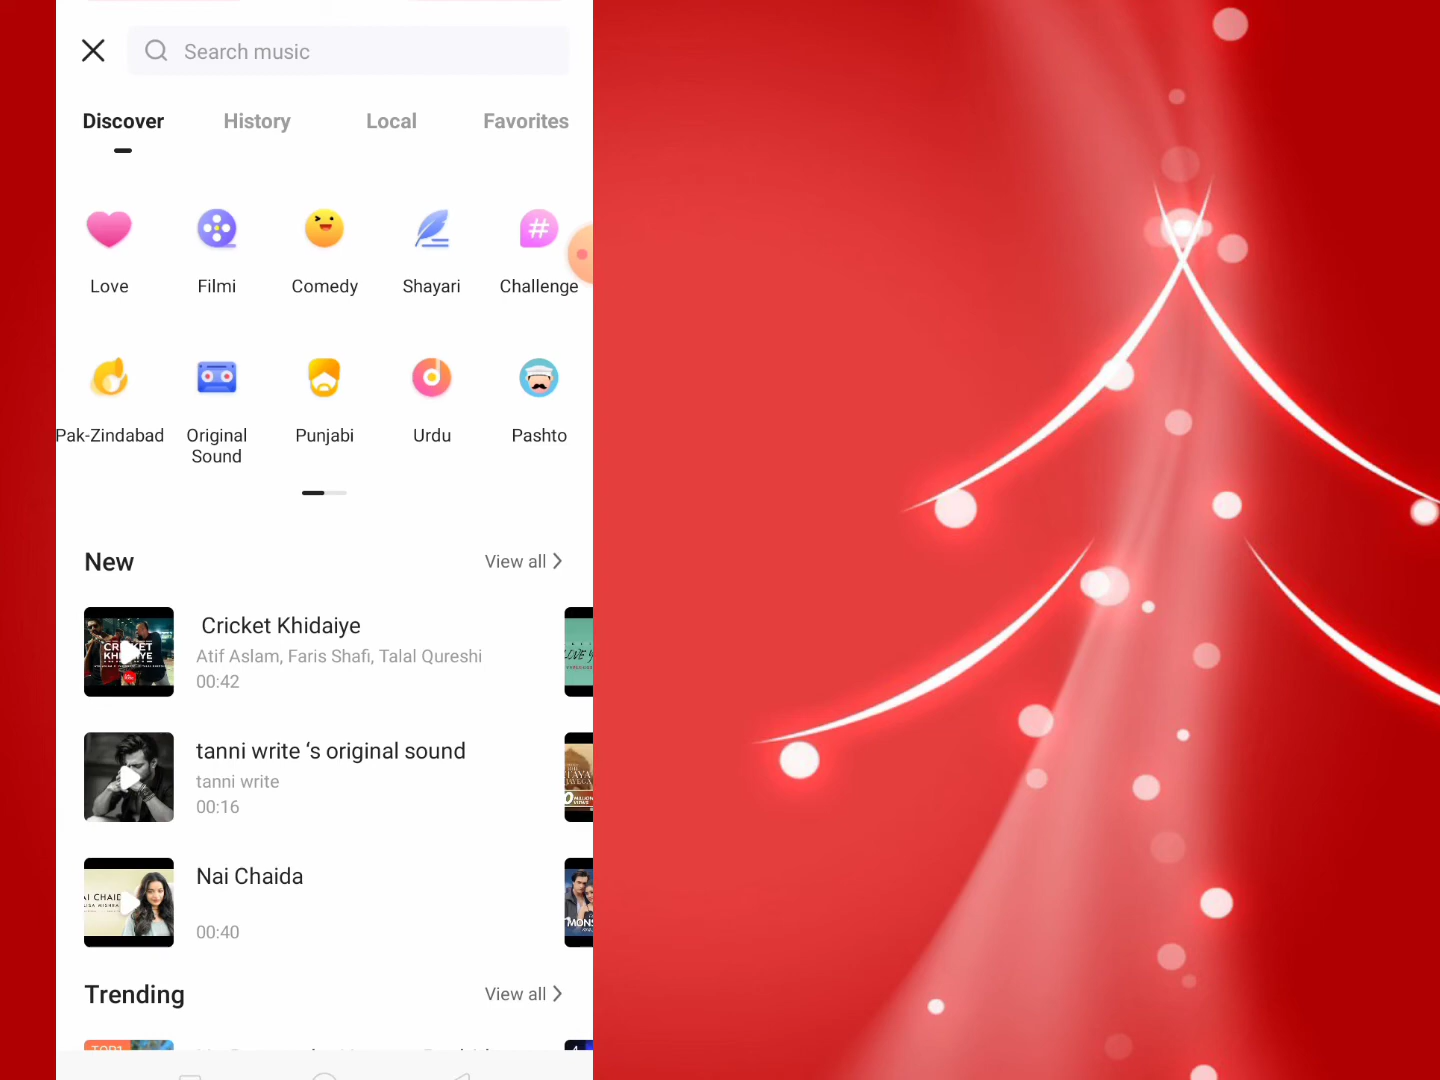 Search music
Discover History Local Favorites
Love Filmi Comedy Shayari Challenge
Pak-Zindabad Original Sound Punjabi Urdu Pashto
New View all
CRICKET
Cricket Khidaiye
Atif Aslam, Faris Shafi, Talal Qureshi
00:42
tanni write ‘s original sound
tanni write
00:16
Nai Chaida
00:40
Trending View all
TOP1